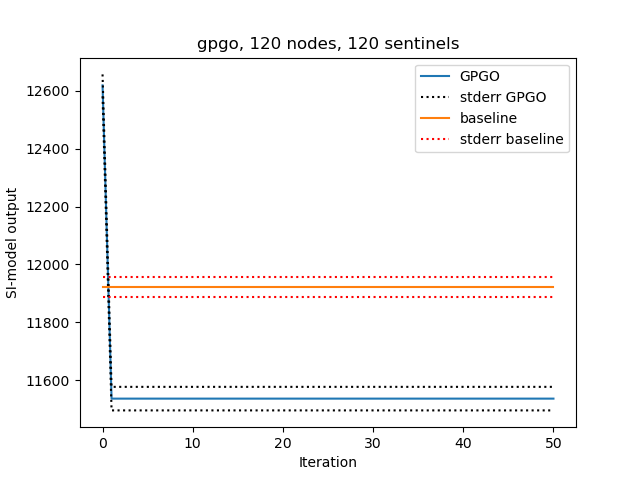 gpgo, 120 nodes, 120 sentinels
GPGO
stderr GPGO
baseline
stderr baseline
SI-model output
12600
12400
12200
12000
11800
11600
0 10 20 30 40 50
Iteration